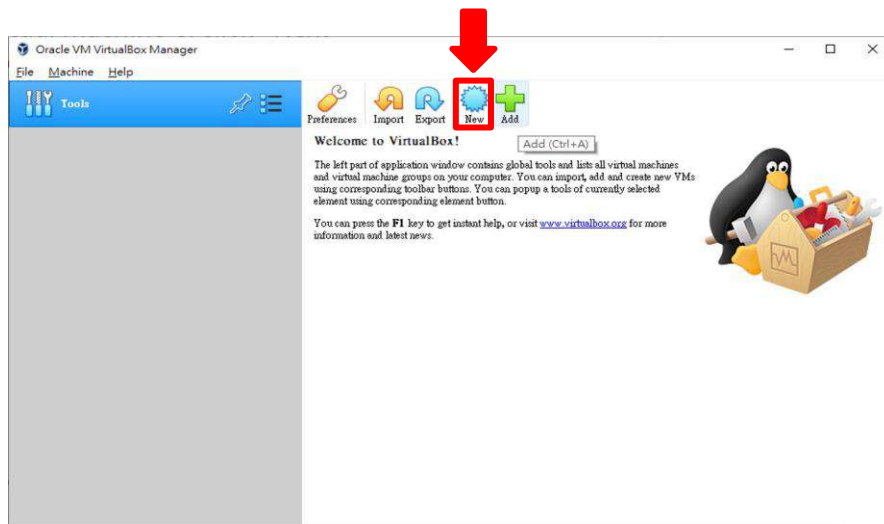 Oracle VM VirtualBox Manager
File Machine Help
Tools
Preferences Import Export New Add
Welcome to VirtualBox!
Add (Ctrl+A)
The left part of application window contains global tools and lists all virtual machines
and virtual machine groups on your computer. You can import, add and create new VMs
using corresponding toolbar buttons. You can popup a tools of currently selected
element using corresponding element button.
You can press the F1 key to get instant help, or visit www.virtualbox.org for more
information and latest news.